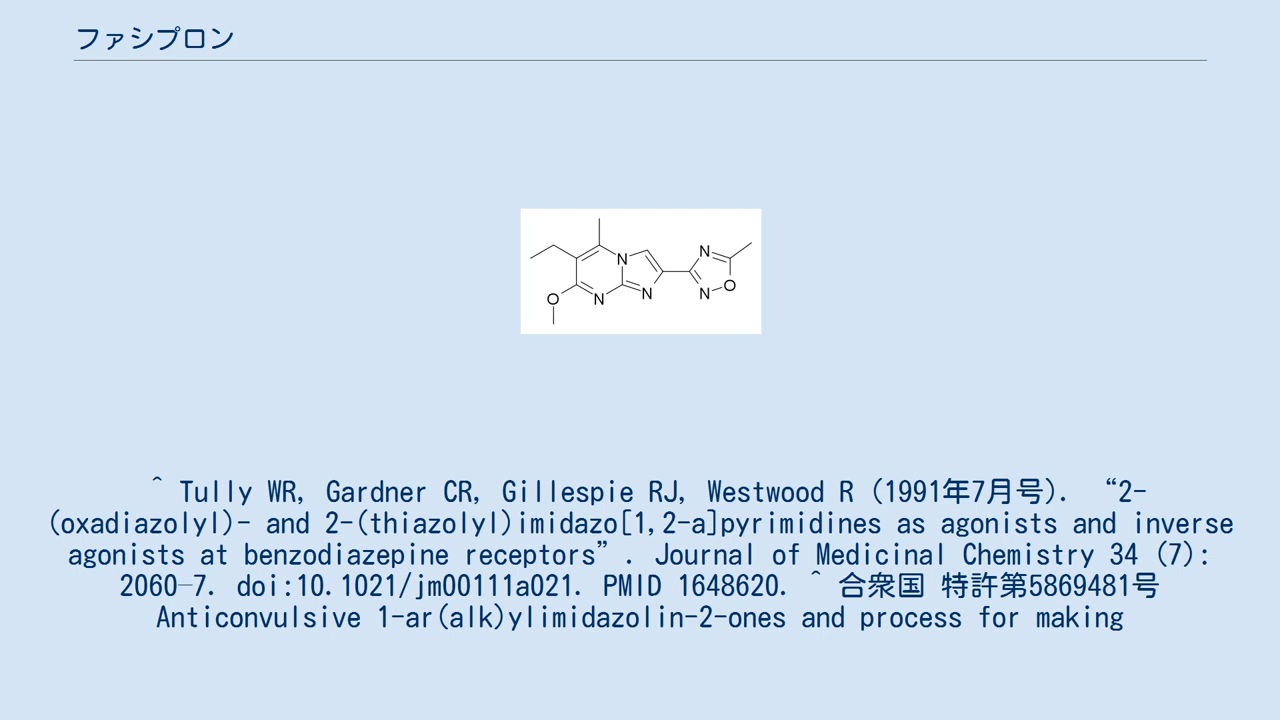 ファシプロン
N
N
N
O
N
N
O
^ Tully WR, Gardner CR, Gillespie RJ, Westwood R (1991年7月号). “2-
(oxadiazolyl)- and 2-(thiazolyl)imidazo[1,2-a]pyrimidines as agonists and inverse
agonists at benzodiazepine receptors”. Journal of Medicinal Chemistry 34 (7):
2060–7. doi:10.1021/jm00111a021. PMID 1648620. ^ 合衆国 特許第5869481号
Anticonvulsive 1-ar(alk)ylimidazolin-2-ones and process for making